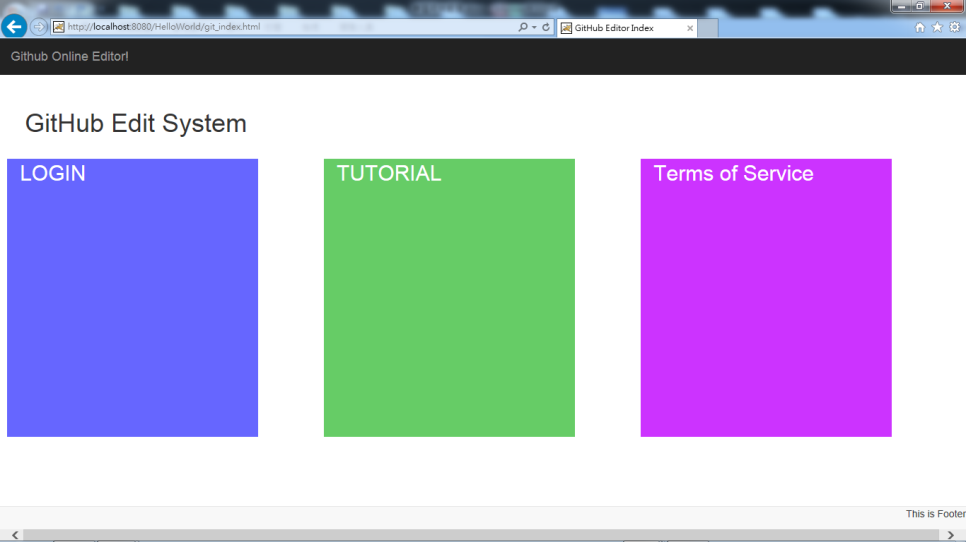 http://localhost:8080/HelloWorld/git_index.html
GitHub Editor Index
Github Online Editor!
GitHub Edit System
LOGIN
TUTORIAL
Terms of Service
This is Footer